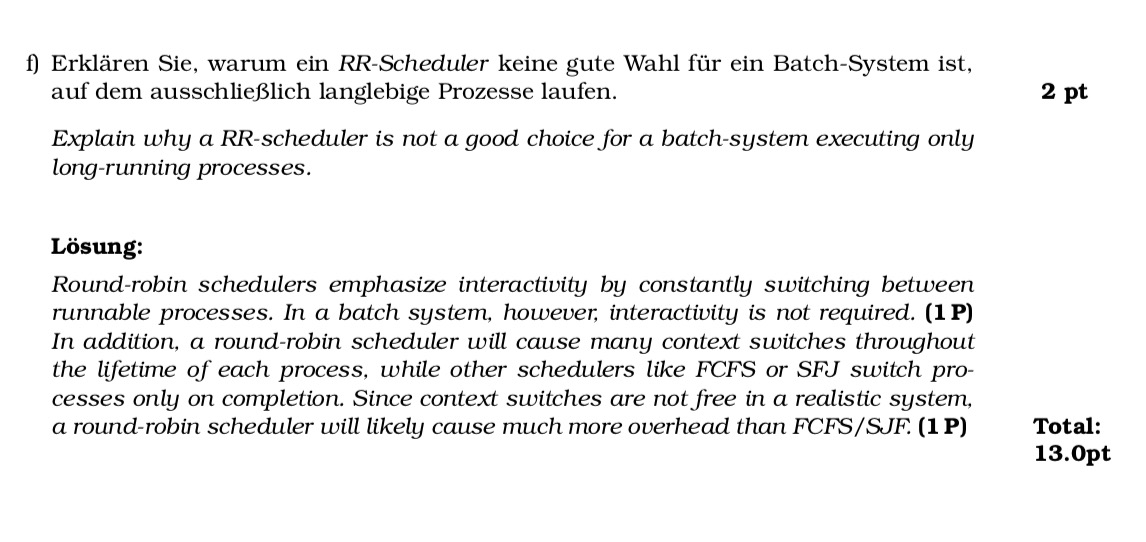 f) Erklären Sie, warum ein RR-Scheduler keine gute Wahl für ein Batch-System ist,
auf dem ausschließlich langlebige Prozesse laufen.
2 pt
Explain why a RR-scheduler is not a good choice for a batch-system executing only
long-running processes.
Lösung:
Round-robin schedulers emphasize interactivity by constantly switching between
runnable processes. In a batch system, however, interactivity is not required. (1 P)
In addition, a round-robin scheduler will cause many context switches throughout
the lifetime of each process, while other schedulers like FCFS or SFJ switch pro-
cesses only on completion. Since context switches are not free in a realistic system,
a round-robin scheduler will likely cause much more overhead than FCFS/SJF. (1 P)
Total:
13.0pt